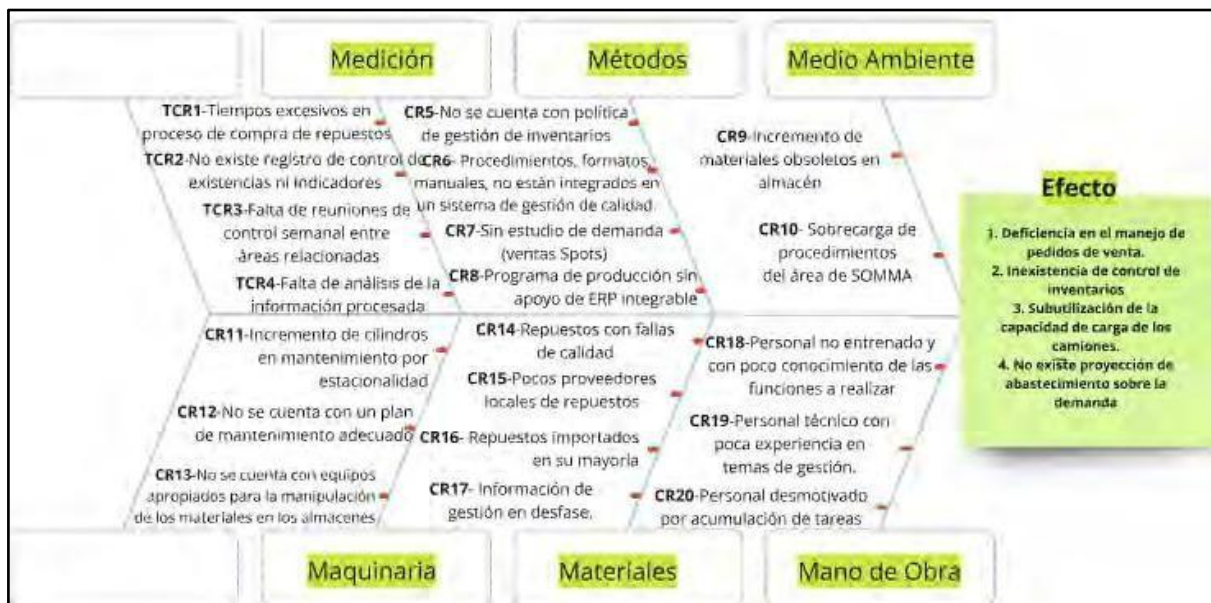 Medición
Métodos
Medio Ambiente
TCR1-Tiempos excesivos en
proceso de compra de repuestos
TCR2-No existe registro de control de
existencias ni indicadores
TCR3-Falta de reuniones de
control semanal entre
áreas relacionadas
TCR4-Falta de análisis de la
información procesada
CR5-No se cuenta con política
de gestión de inventarios
CR6- Procedimientos, formatos,
manuales, no están integrados en
un sistema de gestión de calidad
CR7-Sin estudio de demanda
(ventas Spots)
CR8-Programa de producción sin
apoyo de ERP integrable
CR9-Incremento de
materiales obsoletos en
almacén
CR10- Sobrecarga de
procedimientos
del área de SOMMA
Efecto
1. Deficiencia en el manejo de
pedidos de venta.
2. Inexistencia de control de
inventarios
3. Subutilización de la
capacidad de carga de los
camiones.
4. No existe proyección de
abastecimiento sobre la
demanda
CR11-Incremento de cilindros
en mantenimiento por
estacionalidad
CR12-No se cuenta con un plan
de mantenimiento adecuado
CR13-No se cuenta con equipos
apropiados para la manipulación
de los materiales en los almacenes
CR14-Repuestos con fallas
de calidad
CR15-Pocos proveedores
locales de repuestos
CR16- Repuestos importados
en su mayoría
CR17- Información de
gestión en desfase.
CR18-Personal no entrenado y
con poco conocimiento de las
funciones a realizar
CR19-Personal técnico con
poca experiencia en
temas de gestión.
CR20-Personal desmotivado
por acumulación de tareas
Maquinaria
Materiales
Mano de Obra